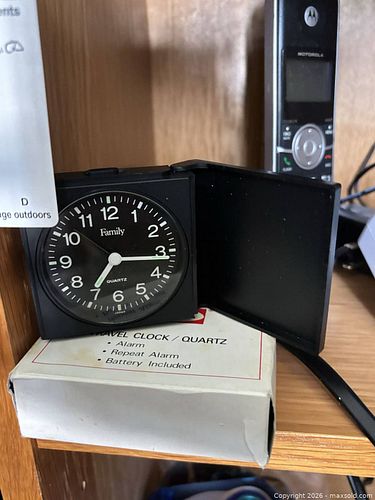 ents
D
ge outdoors
MOTOROLA
12
1
2
3
4
5
6
7
8
9
10
11
Family
QUARTZ
VEL CLOCK / QUARTZ
• Alarm
• Repeat Alarm
• Battery Included
Copyright 2026 - maxsold.com